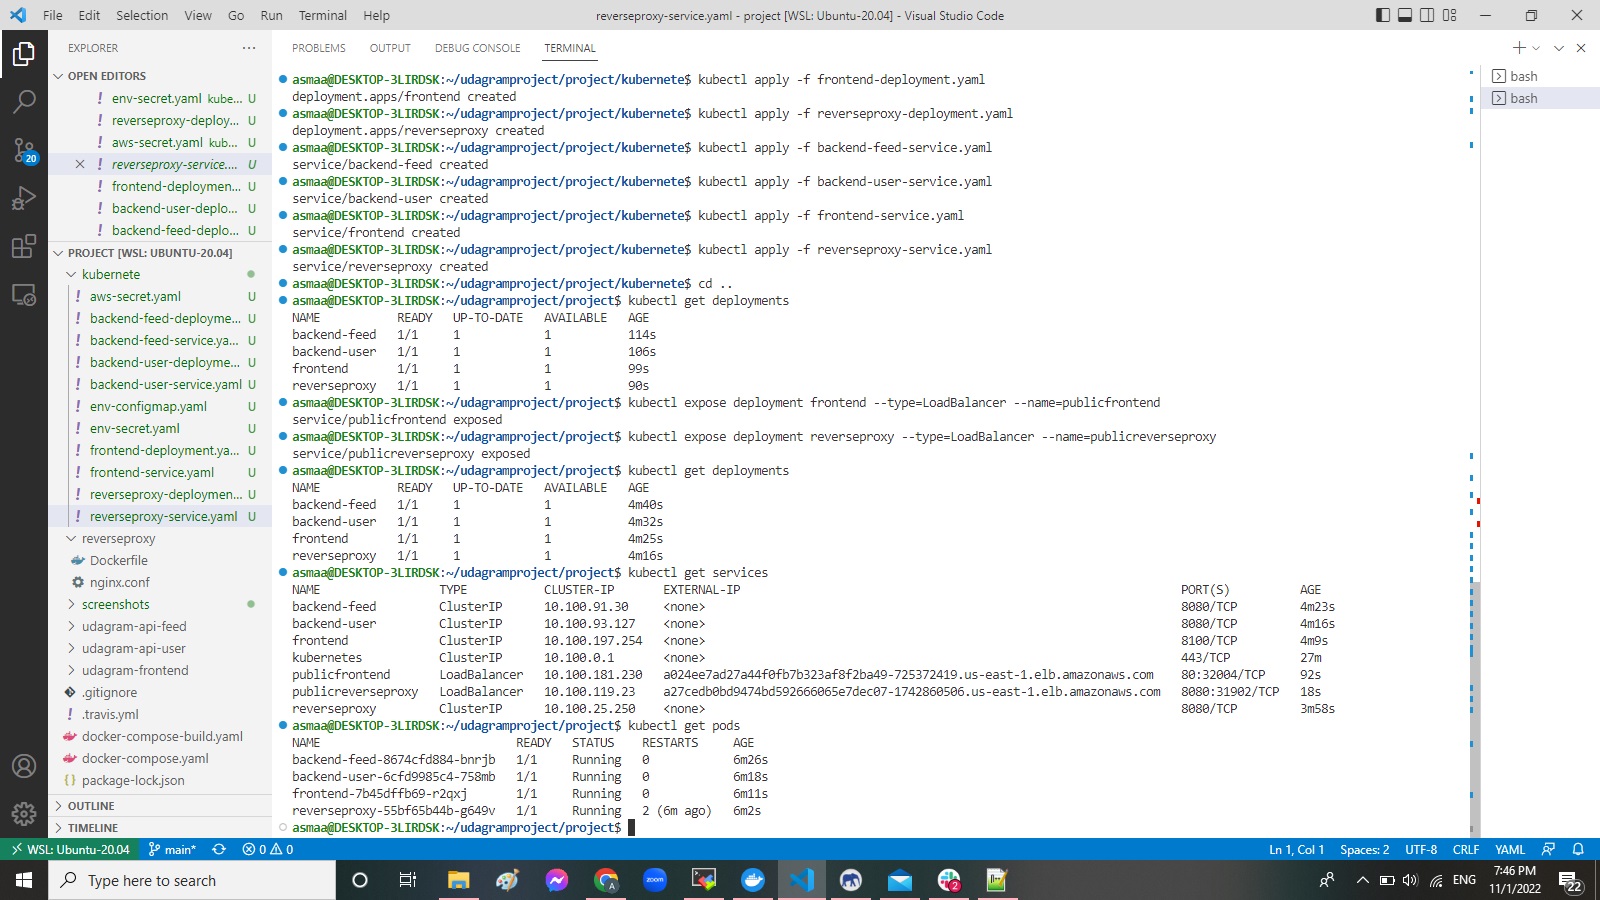 File Edit Selection View Go Run Terminal Help
reverseproxy-service.yaml - project [WSL: Ubuntu-20.04] - Visual Studio Code
EXPLORER
OPEN EDITORS
env-secret.yaml kube... U
reverseproxy-deploy... U
aws-secret.yaml kub... U
reverseproxy-service.... U
frontend-deploymen... U
backend-user-deplo... U
backend-feed-deplo... U
PROJECT [WSL: UBUNTU-20.04]
kubernete
aws-secret.yaml U
backend-feed-deployme... U
backend-feed-service.ya... U
backend-user-deployme... U
backend-user-service.yaml U
env-configmap.yaml U
env-secret.yaml U
frontend-deployment.ya... U
frontend-service.yaml U
reverseproxy-deploymen... U
reverseproxy-service.yaml U
reverseproxy
Dockerfile
nginx.conf
screenshots
udagram-api-feed
udagram-api-user
udagram-frontend
.gitignore
.travis.yml
docker-compose-build.yaml
docker-compose.yaml
package-lock.json
OUTLINE
TIMELINE
20
PROBLEMS OUTPUT DEBUG CONSOLE TERMINAL
bash
bash
asmaa@DESKTOP-3LIRDSK:~/udagramproject/project/kubernete$ kubectl apply -f frontend-deployment.yaml
deployment.apps/frontend created
asmaa@DESKTOP-3LIRDSK:~/udagramproject/project/kubernete$ kubectl apply -f reverseproxy-deployment.yaml
deployment.apps/reverseproxy created
asmaa@DESKTOP-3LIRDSK:~/udagramproject/project/kubernete$ kubectl apply -f backend-feed-service.yaml
service/backend-feed created
asmaa@DESKTOP-3LIRDSK:~/udagramproject/project/kubernete$ kubectl apply -f backend-user-service.yaml
service/backend-user created
asmaa@DESKTOP-3LIRDSK:~/udagramproject/project/kubernete$ kubectl apply -f frontend-service.yaml
service/frontend created
asmaa@DESKTOP-3LIRDSK:~/udagramproject/project/kubernete$ kubectl apply -f reverseproxy-service.yaml
service/reverseproxy created
asmaa@DESKTOP-3LIRDSK:~/udagramproject/project/kubernete$ cd ..
asmaa@DESKTOP-3LIRDSK:~/udagramproject/project$ kubectl get deployments
NAME READY UP-TO-DATE AVAILABLE AGE
backend-feed 1/1 1 1 114s
backend-user 1/1 1 1 106s
frontend 1/1 1 1 99s
reverseproxy 1/1 1 1 90s
asmaa@DESKTOP-3LIRDSK:~/udagramproject/project$ kubectl expose deployment frontend --type=LoadBalancer --name=publicfrontend
service/publicfrontend exposed
asmaa@DESKTOP-3LIRDSK:~/udagramproject/project$ kubectl expose deployment reverseproxy --type=LoadBalancer --name=publicreverseproxy
service/publicreverseproxy exposed
asmaa@DESKTOP-3LIRDSK:~/udagramproject/project$ kubectl get deployments
NAME READY UP-TO-DATE AVAILABLE AGE
backend-feed 1/1 1 1 4m40s
backend-user 1/1 1 1 4m32s
frontend 1/1 1 1 4m25s
reverseproxy 1/1 1 1 4m16s
asmaa@DESKTOP-3LIRDSK:~/udagramproject/project$ kubectl get services
NAME TYPE CLUSTER-IP EXTERNAL-IP PORT(S) AGE
backend-feed ClusterIP 10.100.91.30 <none> 8080/TCP 4m23s
backend-user ClusterIP 10.100.93.127 <none> 8080/TCP 4m16s
frontend ClusterIP 10.100.197.254 <none> 8100/TCP 4m9s
kubernetes ClusterIP 10.100.0.1 <none> 443/TCP 27m
publicfrontend LoadBalancer 10.100.181.230 a024ee7ad27a44f0fb7b323af8f2ba49-725372419.us-east-1.elb.amazonaws.com 80:32004/TCP 92s
publicreverseproxy LoadBalancer 10.100.119.23 a27cedb0bd9474bd592666065e7dec07-1742860506.us-east-1.elb.amazonaws.com 8080:31902/TCP 18s
reverseproxy ClusterIP 10.100.25.250 <none> 8080/TCP 3m58s
asmaa@DESKTOP-3LIRDSK:~/udagramproject/project$ kubectl get pods
NAME READY STATUS RESTARTS AGE
backend-feed-8674cfd884-bnrjb 1/1 Running 0 6m26s
backend-user-6cfd9985c4-758mb 1/1 Running 0 6m18s
frontend-7b45dffb69-r2qxj 1/1 Running 0 6m11s
reverseproxy-55bf65b44b-g649v 1/1 Running 2 (6m ago) 6m2s
asmaa@DESKTOP-3LIRDSK:~/udagramproject/project$
WSL: Ubuntu-20.04 main* 0 0 Ln 1, Col 1 Spaces: 2 UTF-8 CRLF YAML
Type here to search
zoom
A
2
ENG
7:46 PM
11/1/2022
22